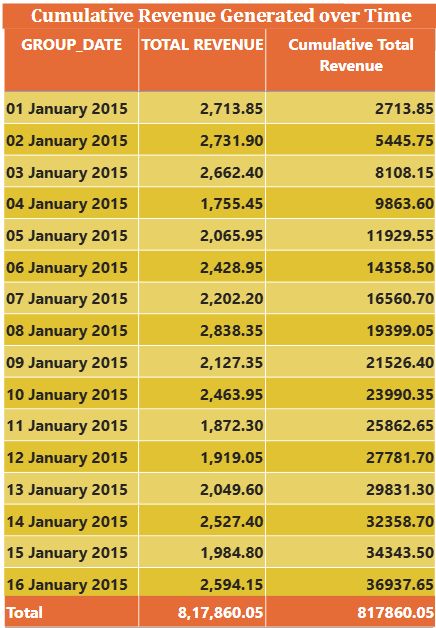 Cumulative Revenue Generated over Time
GROUP_DATE TOTAL REVENUE Cumulative Total
Revenue
01 January 2015 2,713.85 2713.85
02 January 2015 2,731.90 5445.75
03 January 2015 2,662.40 8108.15
04 January 2015 1,755.45 9863.60
05 January 2015 2,065.95 11929.55
06 January 2015 2,428.95 14358.50
07 January 2015 2,202.20 16560.70
08 January 2015 2,838.35 19399.05
09 January 2015 2,127.35 21526.40
10 January 2015 2,463.95 23990.35
11 January 2015 1,872.30 25862.65
12 January 2015 1,919.05 27781.70
13 January 2015 2,049.60 29831.30
14 January 2015 2,527.40 32358.70
15 January 2015 1,984.80 34343.50
16 January 2015 2,594.15 36937.65
Total 8,17,860.05 817860.05